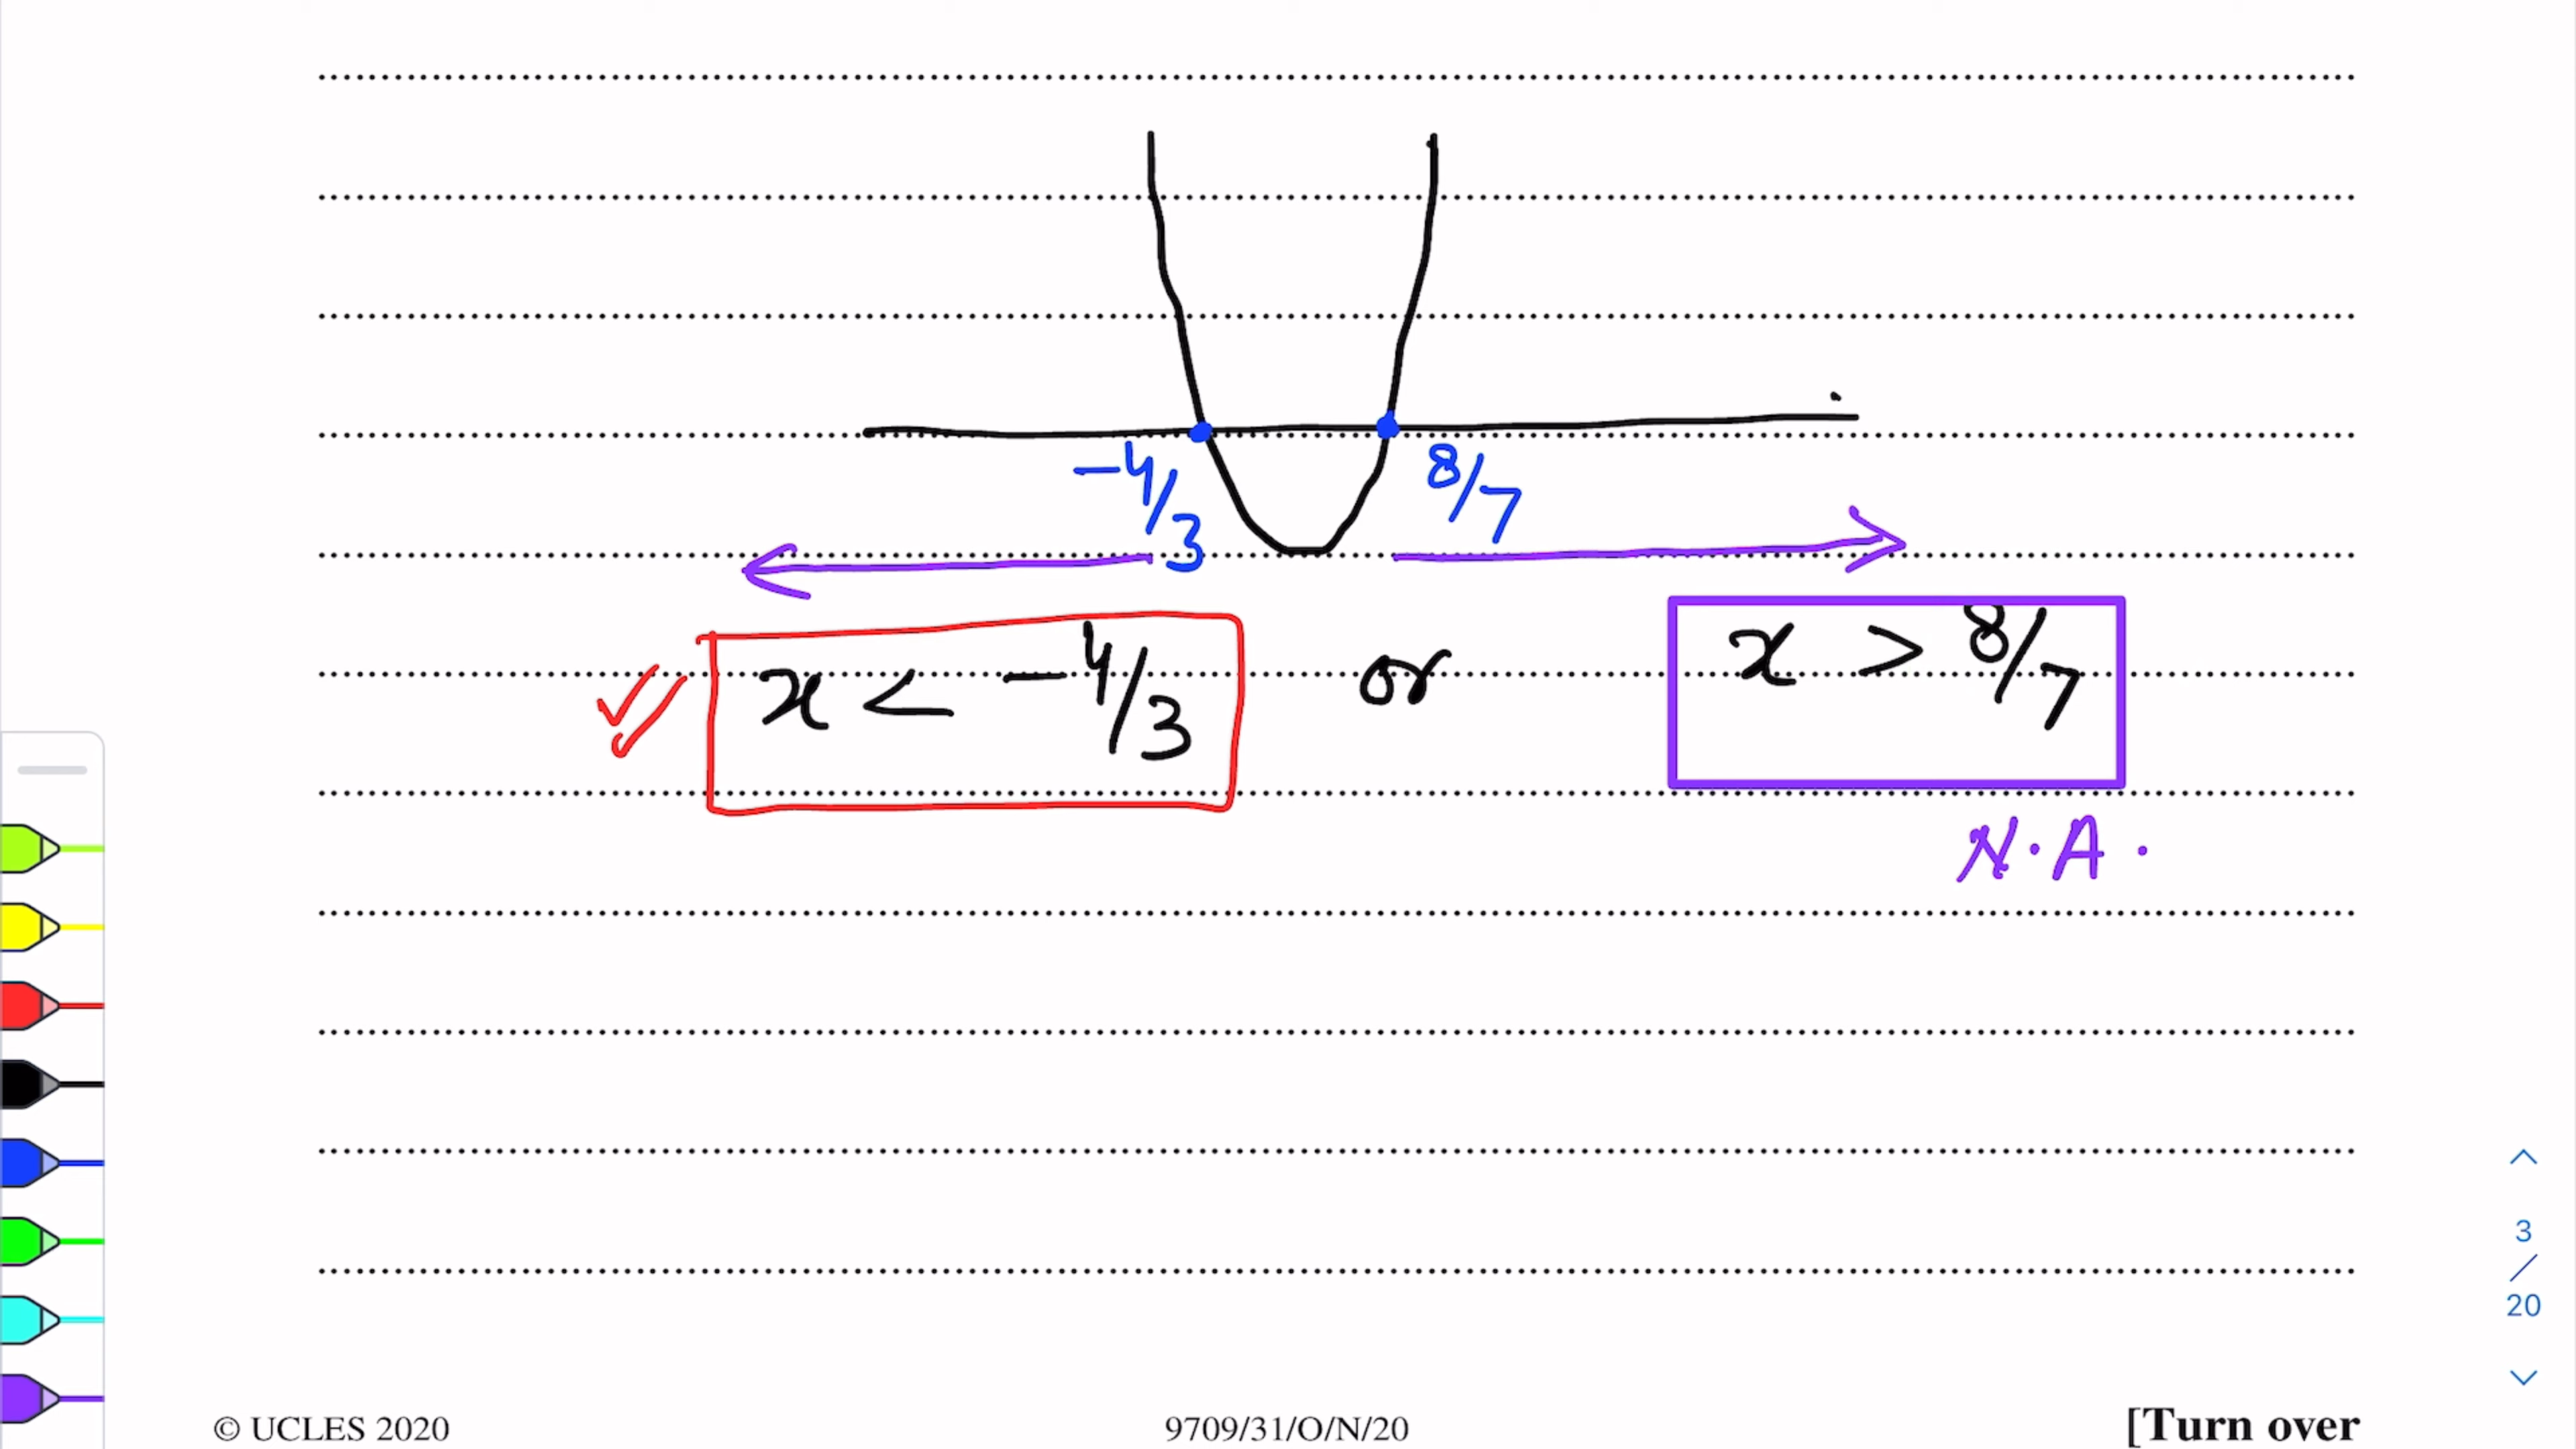 -4/3 8/7
x < -4/3 or x > 8/7
N.A.
3
/
20
© UCLES 2020 9709/31/O/N/20 [Turn over